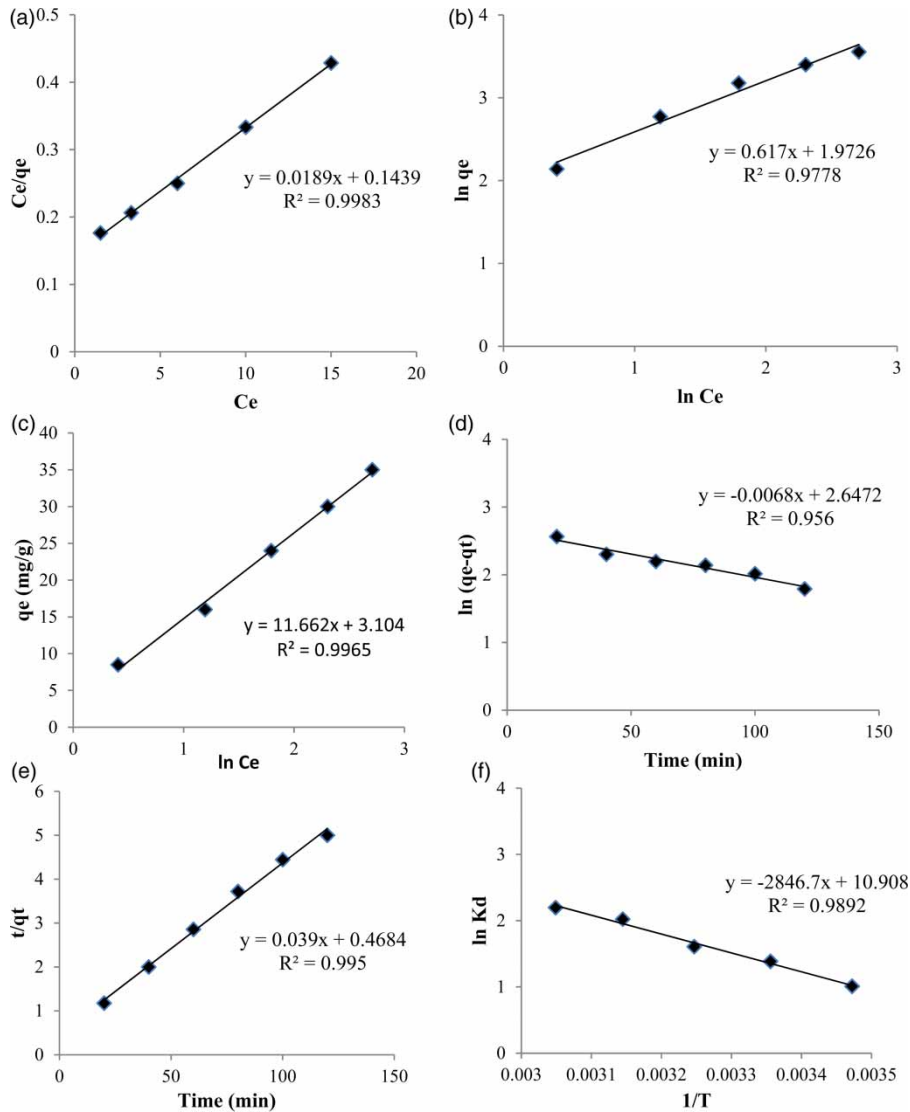 (a)
0.5
0.4
0.3
0.2
0.1
0
Ce/qe
y = 0.0189x + 0.1439
R² = 0.9983
0 5 10 15 20
Ce
(b)
4
3
2
1
0
ln qe
y = 0.617x + 1.9726
R² = 0.9778
0 1 2 3
ln Ce
(c)
40
35
30
25
20
15
10
5
0
qe (mg/g)
y = 11.662x + 3.104
R² = 0.9965
0 1 2 3
ln Ce
(d)
4
3
2
1
0
ln (qe-qt)
y = -0.0068x + 2.6472
R² = 0.956
0 50 100 150
Time (min)
(e)
6
5
4
3
2
1
0
t/qt
y = 0.039x + 0.4684
R² = 0.995
0 50 100 150
Time (min)
(f)
4
3
2
1
0
ln Kd
y = -2846.7x + 10.908
R² = 0.9892
0.003 0.0031 0.0032 0.0033 0.0034 0.0035
1/T